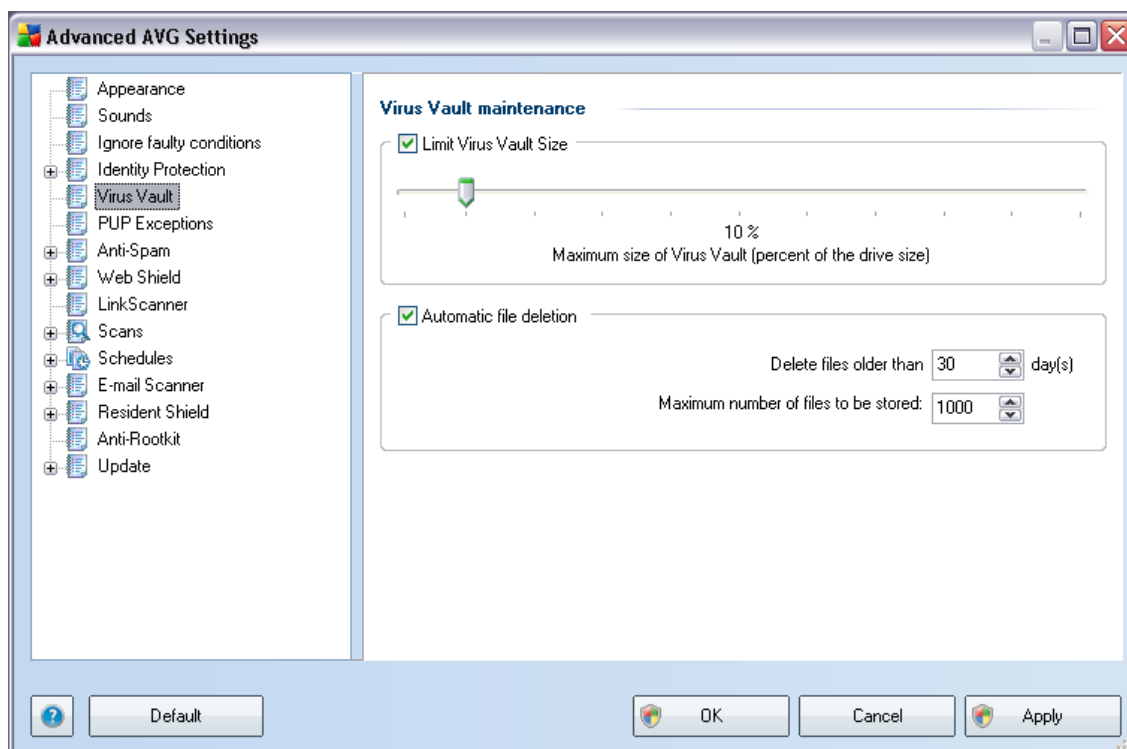 Advanced AVG Settings
Appearance
Sounds
Ignore faulty conditions
Identity Protection
Virus Vault
PUP Exceptions
Anti-Spam
Web Shield
LinkScanner
Scans
Schedules
E-mail Scanner
Resident Shield
Anti-Rootkit
Update
Virus Vault maintenance
Limit Virus Vault Size
10 %
Maximum size of Virus Vault (percent of the drive size)
Automatic file deletion
Delete files older than 30 day(s)
Maximum number of files to be stored: 1000
? Default OK Cancel Apply